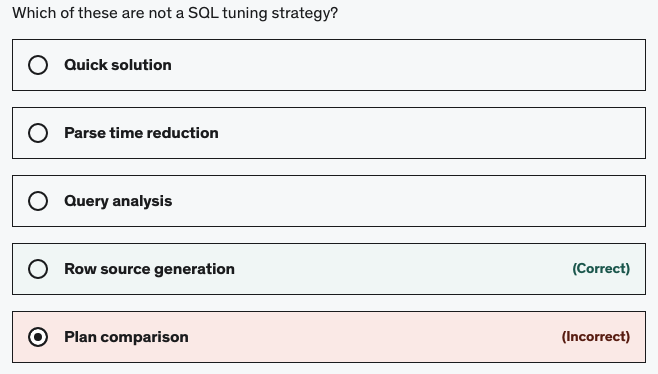 Which of these are not a SQL tuning strategy?
Quick solution
Parse time reduction
Query analysis
Row source generation (Correct)
Plan comparison (Incorrect)